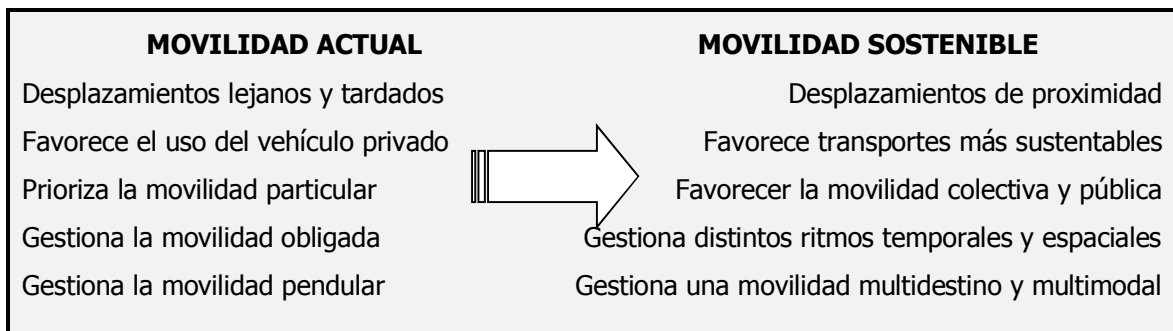 MOVILIDAD ACTUAL
Desplazamientos lejanos y tardados
Favorece el uso del vehículo privado
Prioriza la movilidad particular
Gestiona la movilidad obligada
Gestiona la movilidad pendular
MOVILIDAD SOSTENIBLE
Desplazamientos de proximidad
Favorece transportes más sustentables
Favorecer la movilidad colectiva y pública
Gestiona distintos ritmos temporales y espaciales
Gestiona una movilidad multidestino y multimodal